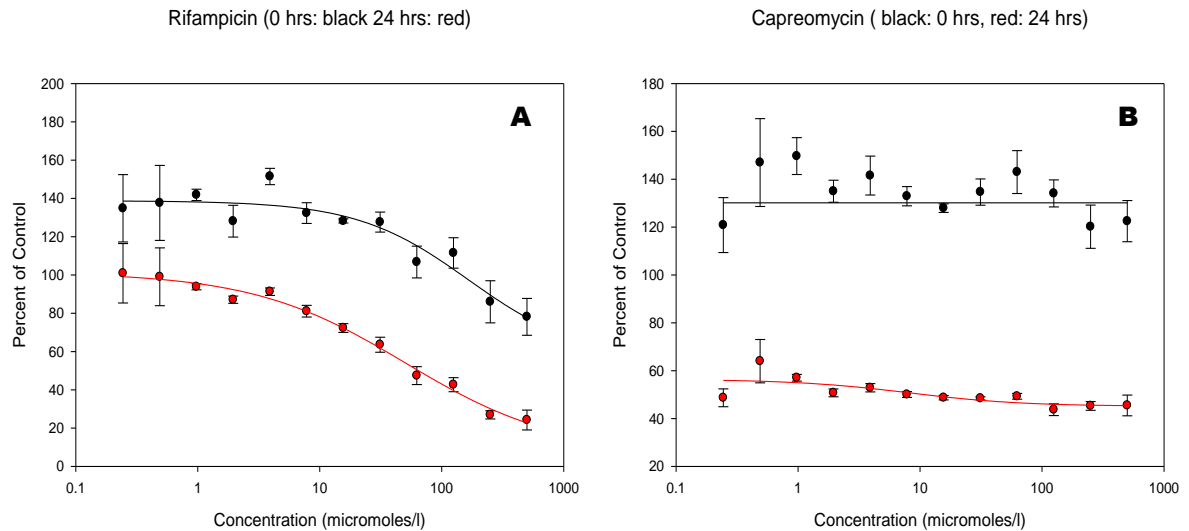 Rifampicin (0 hrs: black 24 hrs: red)
A
200
180
160
140
120
100
80
60
40
20
0
Percent of Control
0.1 1 10 100 1000
Concentration (micromoles/l)
Capreomycin ( black: 0 hrs, red: 24 hrs)
B
180
160
140
120
100
80
60
40
20
Percent of Control
0.1 1 10 100 1000
Concentration (micromoles/l)